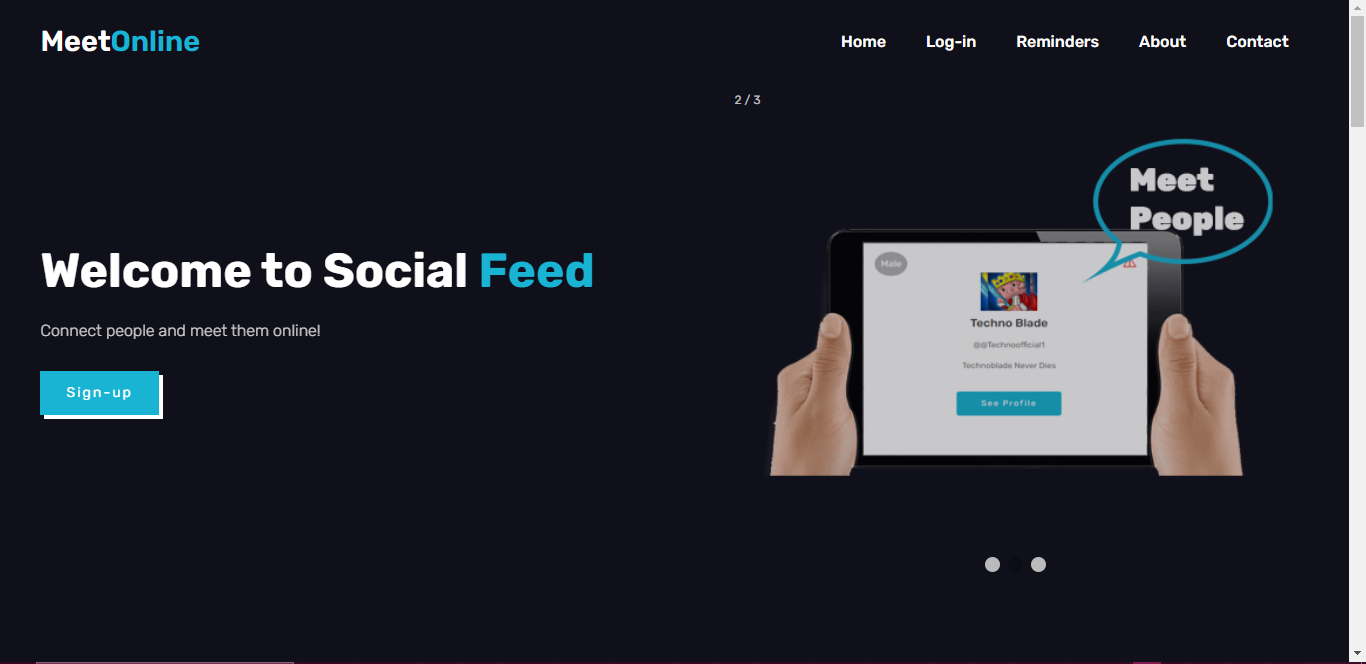 MeetOnline
Home Log-in Reminders About Contact
2 / 3
Meet
People
Welcome to Social Feed
Connect people and meet them online!
Sign-up
Male
Techno Blade
@@Technoofficial1
Technoblade Never Dies
See Profile